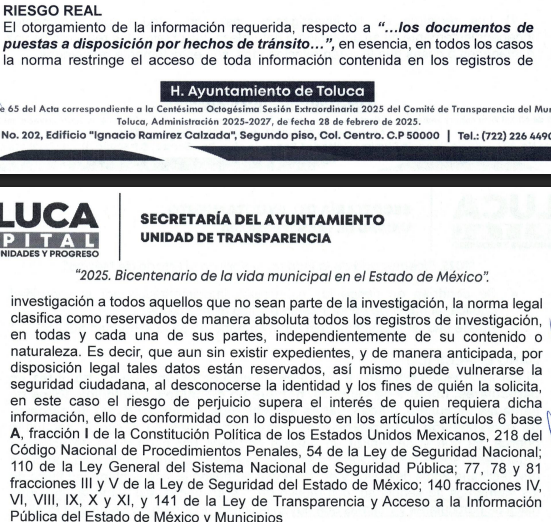 RIESGO REAL
El otorgamiento de la información requerida, respecto a "...los documentos de
puestas a disposición por hechos de tránsito...", en esencia, en todos los casos
la norma restringe el acceso de toda información contenida en los registros de
H. Ayuntamiento de Toluca
e 65 del Acta correspondiente a la Centésima Octogésima Sesión Extraordinaria 2025 del Comité de Transparencia del Mun
Toluca, Administración 2025-2027, de fecha 28 de febrero de 2025.
No. 202, Edificio "Ignacio Ramírez Calzada", Segundo piso, Col. Centro. C.P 50000 | Tel.: (722) 226 4490
LUCA
PITAL
NIDADES Y PROGRESO
SECRETARÍA DEL AYUNTAMIENTO
UNIDAD DE TRANSPARENCIA
"2025. Bicentenario de la vida municipal en el Estado de México".
investigación a todos aquellos que no sean parte de la investigación, la norma legal
clasifica como reservados de manera absoluta todos los registros de investigación,
en todas y cada una de sus partes, independientemente de su contenido o
naturaleza. Es decir, que aun sin existir expedientes, y de manera anticipada, por
disposición legal tales datos están reservados, así mismo puede vulnerarse la
seguridad ciudadana, al desconocerse la identidad y los fines de quién la solicita,
en este caso el riesgo de perjuicio supera el interés de quien requiera dicha
información, ello de conformidad con lo dispuesto en los artículos artículos 6 base
A, fracción I de la Constitución Política de los Estados Unidos Mexicanos, 218 del
Código Nacional de Procedimientos Penales, 54 de la Ley de Seguridad Nacional;
110 de la Ley General del Sistema Nacional de Seguridad Pública; 77, 78 y 81
fracciones III y V de la Ley de Seguridad del Estado de México; 140 fracciones IV,
VI, VIII, IX, X y XI, y 141 de la Ley de Transparencia y Acceso a la Información
Pública del Estado de México y Municipios